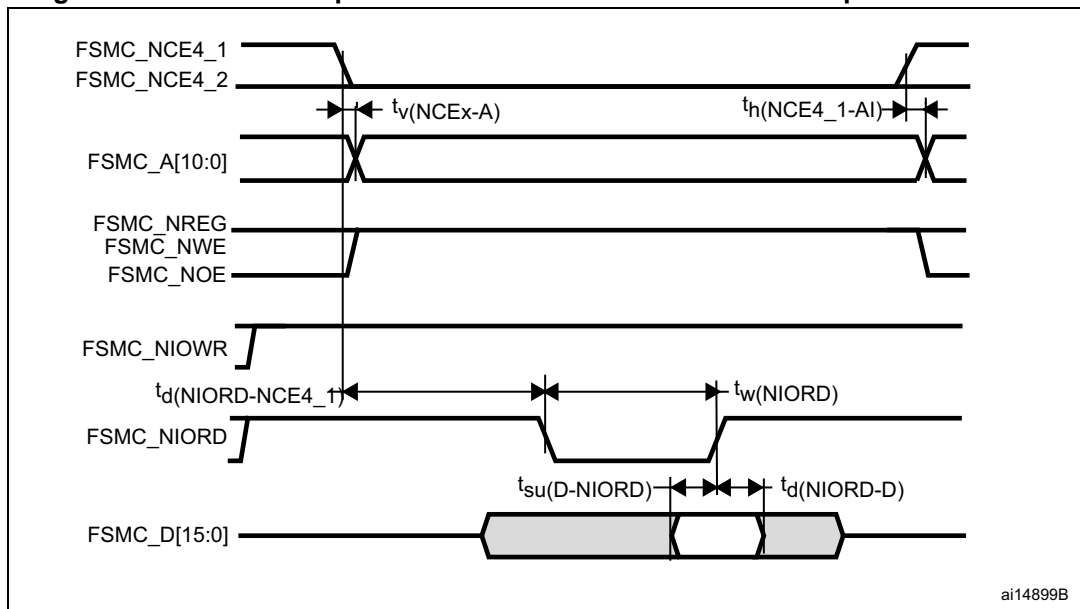 FSMC_NCE4_1
FSMC_NCE4_2
tv(NCEx-A)
th(NCE4_1-AI)
FSMC_A[10:0]
FSMC_NREG
FSMC_NWE
FSMC_NOE
FSMC_NIOWR
td(NIORD-NCE4_1)
tw(NIORD)
FSMC_NIORD
tsu(D-NIORD)
td(NIORD-D)
FSMC_D[15:0]
ai14899B